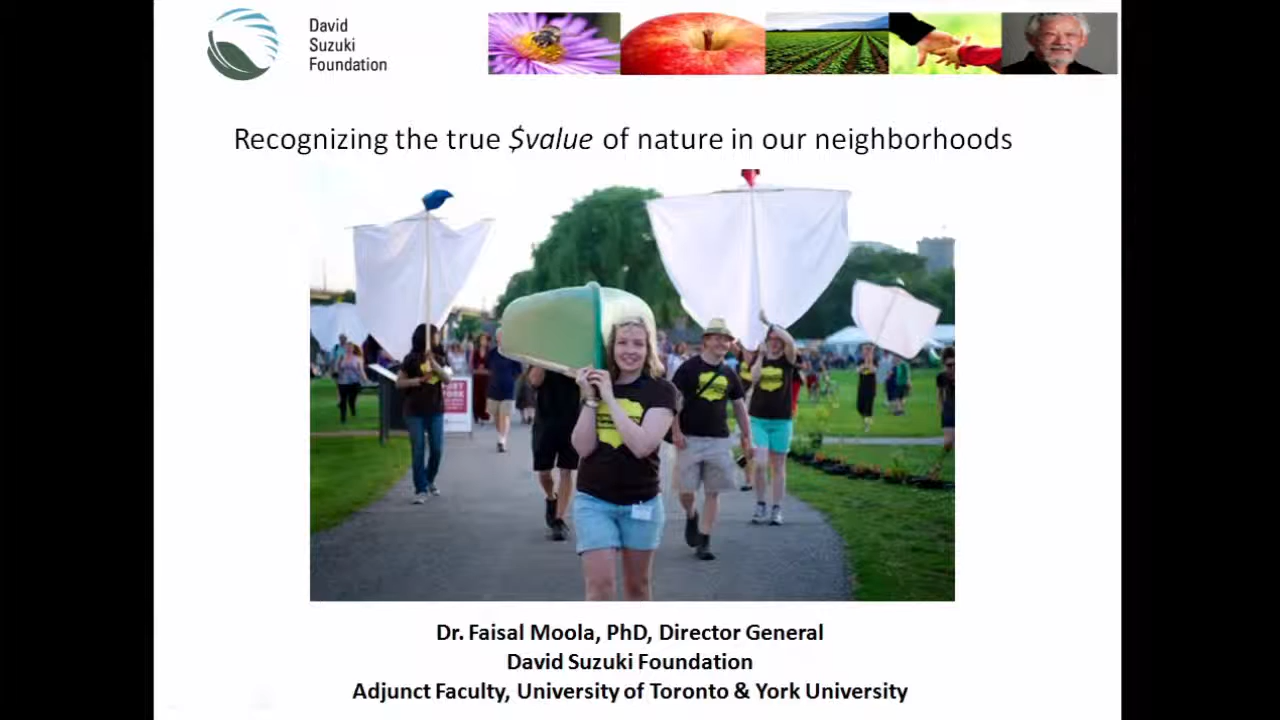 David
Suzuki
Foundation
Recognizing the true $value of nature in our neighborhoods
Dr. Faisal Moola, PhD, Director General
David Suzuki Foundation
Adjunct Faculty, University of Toronto & York University